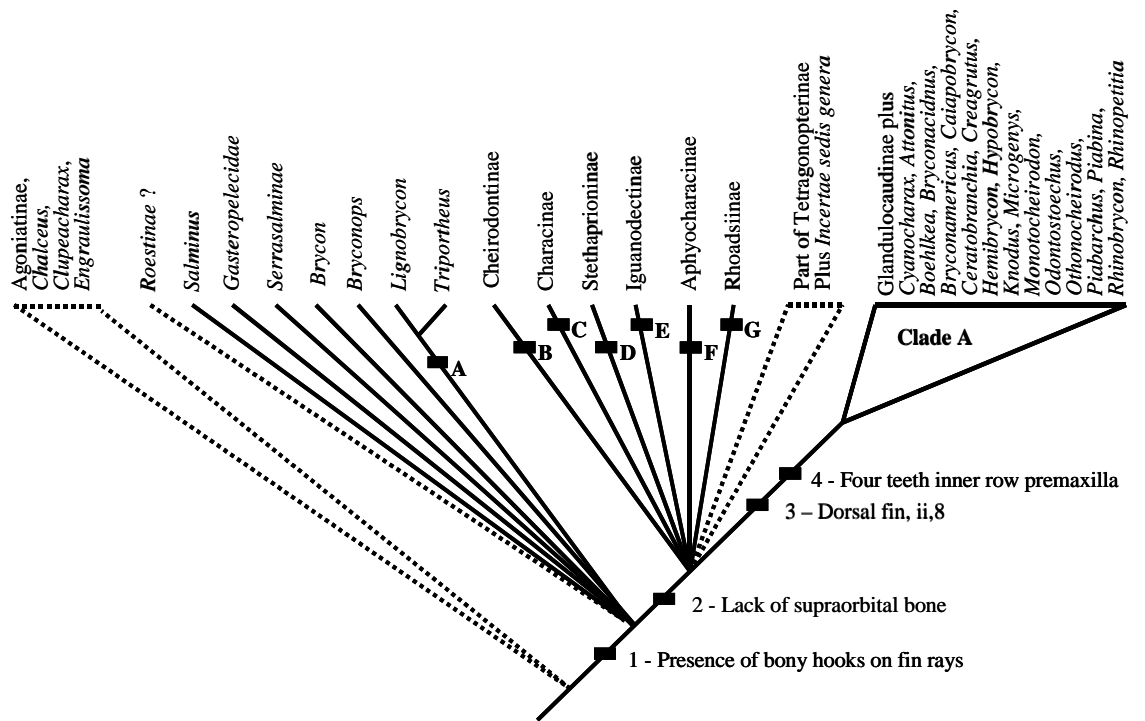 Agoniatinae,
Chalceus,
Clupeacharax,
Engraulissoma
Roestinae ?
Salminus
Gasteropelecidae
Serrasalminae
Brycon
Bryconops
Lignobrycon
Triportheus
Cheirodontinae
Characinae
Stethaprioninae
Iguanodectinae
Aphyocharacinae
Rhoadsiinae
Part of Tetragonopterinae
Plus Incertae sedis genera
Glandulocaudinae plus
Cyanocharax, Attonitus,
Boehlkea, Bryconacidnus,
Bryconamericus, Caiapobrycon,
Ceratobranchia, Creagrutus,
Hembrycon, Hypobrycon,
Knodus, Microgenys,
Monotocheirodon,
Odontostoechus,
Othonocheirodus,
Piabarchus, Piabina,
Rhinobrycon, Rhinopetitia
A
B
C
D
E
F
G
Clade A
4 - Four teeth inner row premaxilla
3 – Dorsal fin, ii,8
2 - Lack of supraorbital bone
1 - Presence of bony hooks on fin rays